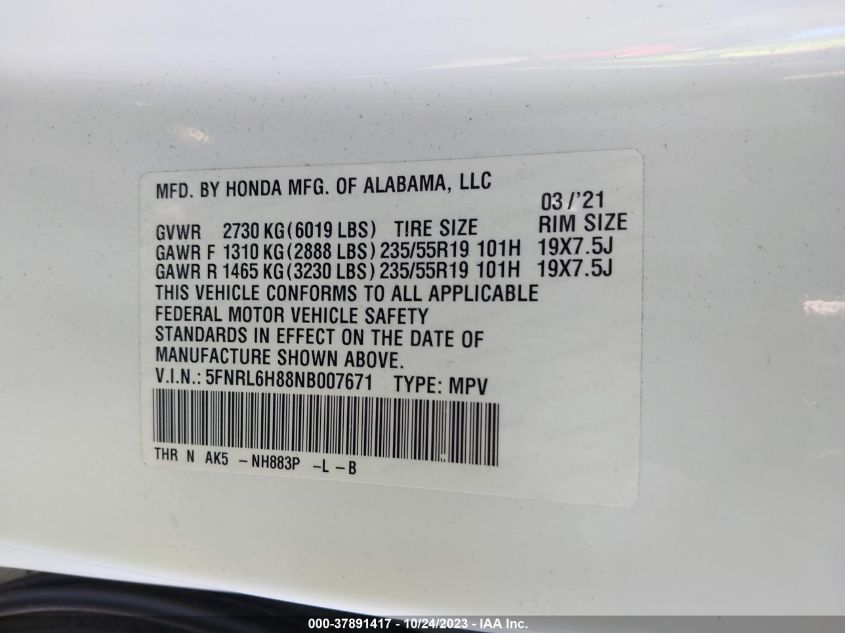 MFD. BY HONDA MFG. OF ALABAMA, LLC
03/'21
GVWR 2730 KG(6019 LBS) TIRE SIZE RIM SIZE
GAWR F 1310 KG(2888 LBS) 235/55R19 101H 19X7.5J
GAWR R 1465 KG(3230 LBS) 235/55R19 101H 19X7.5J
THIS VEHICLE CONFORMS TO ALL APPLICABLE
FEDERAL MOTOR VEHICLE SAFETY
STANDARDS IN EFFECT ON THE DATE OF
MANUFACTURE SHOWN ABOVE.
V.I.N.: 5FNRL6H88NB007671 TYPE: MPV
THR N AK5 -NH883P -L-B
000-37891417 - 10/24/2023 - IAA Inc.